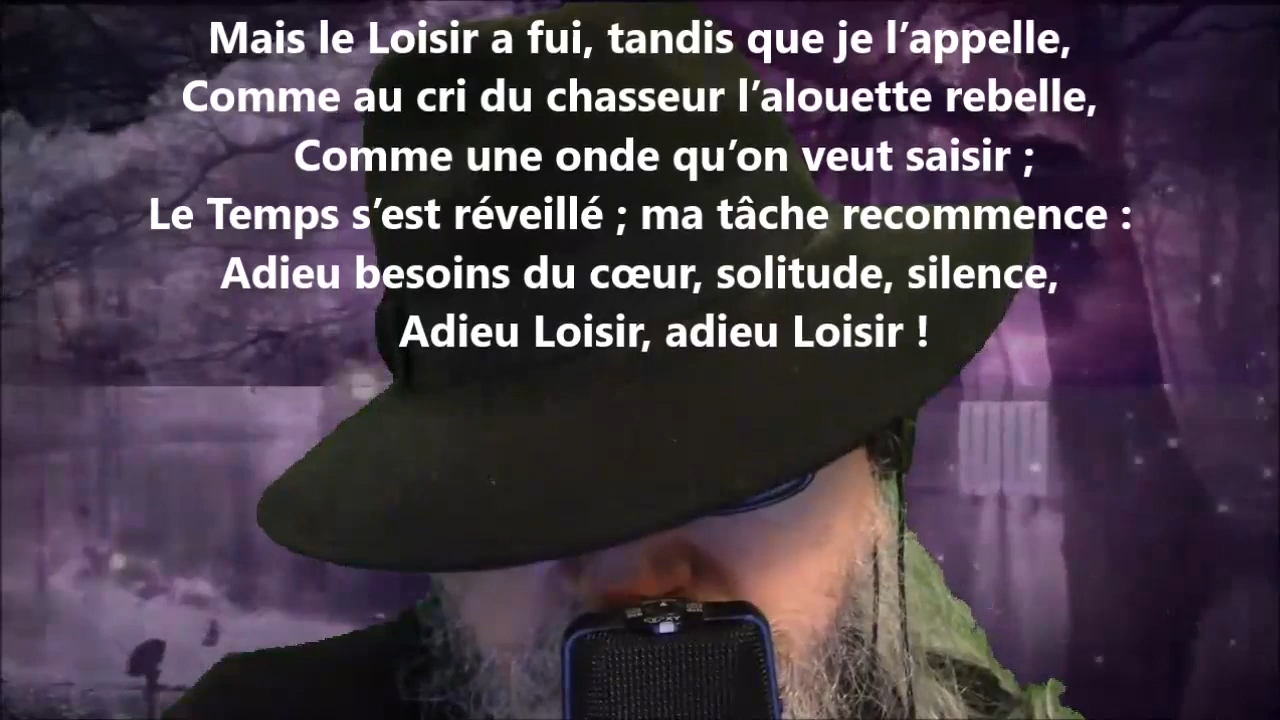 Mais le Loisir a fui, tandis que je l’appelle,
Comme au cri du chasseur l’alouette rebelle,
Comme une onde qu’on veut saisir ;
Le Temps s’est réveillé ; ma tâche recommence :
Adieu besoins du cœur, solitude, silence,
Adieu Loisir, adieu Loisir !